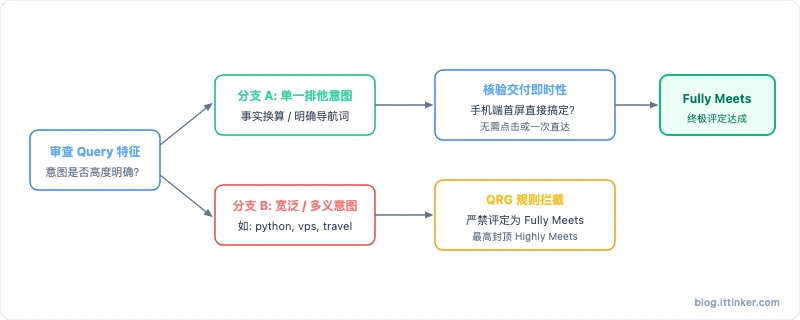 审查 Query 特征
意图是否高度明确?
分支 A: 单一排他意图
事实换算 / 明确导航词
核验交付即时性
手机端首屏直接搞定?
无需点击或一次直达
Fully Meets
终极评定达成
分支 B: 宽泛 / 多义意图
如: python, vps, travel
QRG 规则拦截
严禁评定为 Fully Meets
最高封顶 Highly Meets
blog.ittinker.com